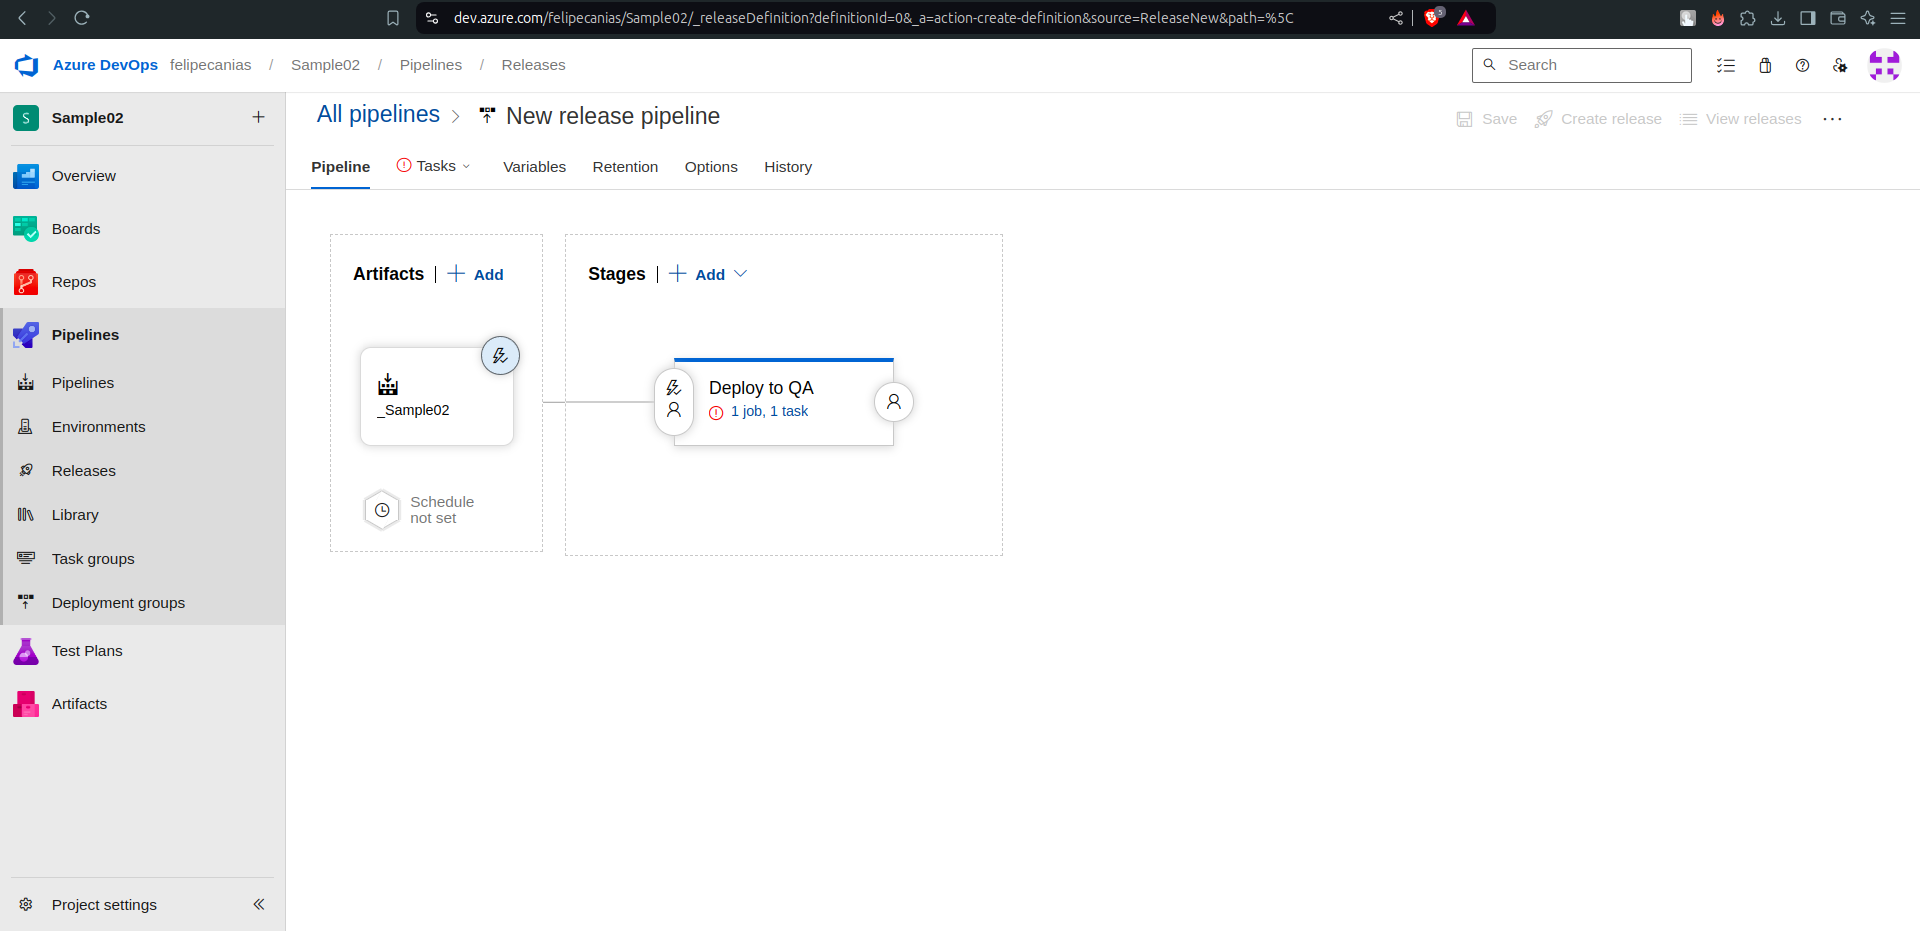 dev.azure.com/felipecanias/Sample02/_releaseDefinition?definitionId=0&_a=action-create-definition&source=ReleaseNew&path=%5C
5
Azure DevOps felipecanias / Sample02 / Pipelines / Releases
Search
S Sample02
Overview
Boards
Repos
Pipelines
Pipelines
Environments
Releases
Library
Task groups
Deployment groups
Test Plans
Artifacts
Project settings
All pipelines > New release pipeline
Save Create release View releases ...
Pipeline Tasks Variables Retention Options History
Artifacts | + Add
_Sample02
Schedule
not set
Stages | + Add
Deploy to QA
1 job, 1 task